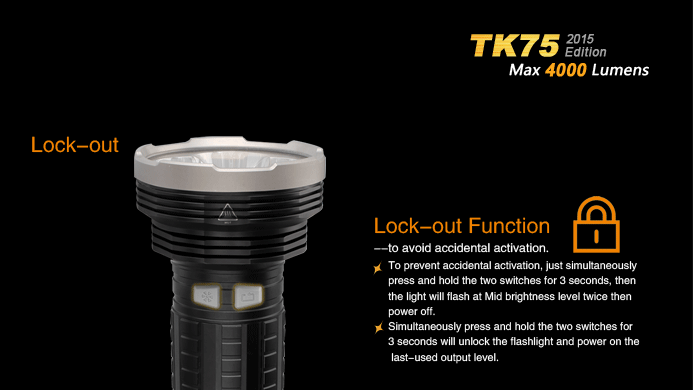 TK75 2015
Edition
Max 4000 Lumens
Lock-out
Lock-out Function
--to avoid accidental activation.
To prevent accidental activation, just simultaneously
press and hold the two switches for 3 seconds, then
the light will flash at Mid brightness level twice then
power off.
Simultaneously press and hold the two switches for
3 seconds will unlock the flashlight and power on the
last-used output level.